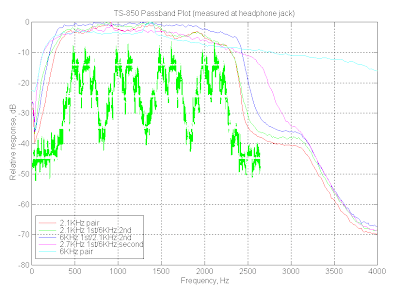 TS-850 Passband Plot (measured at headphone jack)
0
-10
-20
-30
-40
-50
-60
-70
-80
Relative response, dB
2.1KHz pair
2.1KHz 1st/6KHz 2nd
6KHz 1st/2.1KHz 2nd
2.7KHz 1st/6KHz second
6KHz pair
0 500 1000 1500 2000 2500 3000 3500 4000
Frequency, Hz